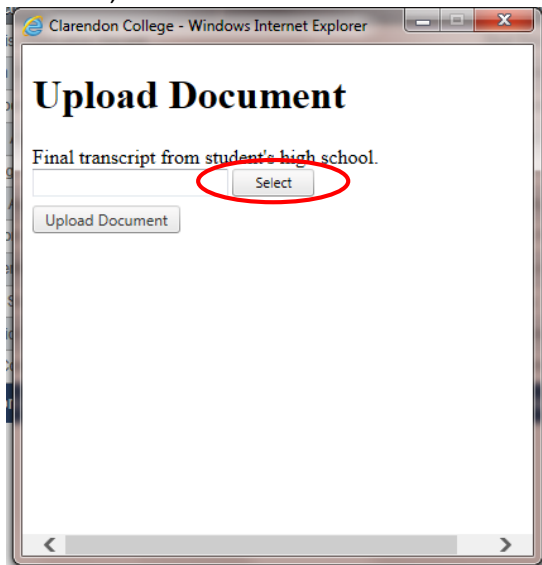 Clarendon College - Windows Internet Explorer
Upload Document
Final transcript from student's high school.
Select
Upload Document